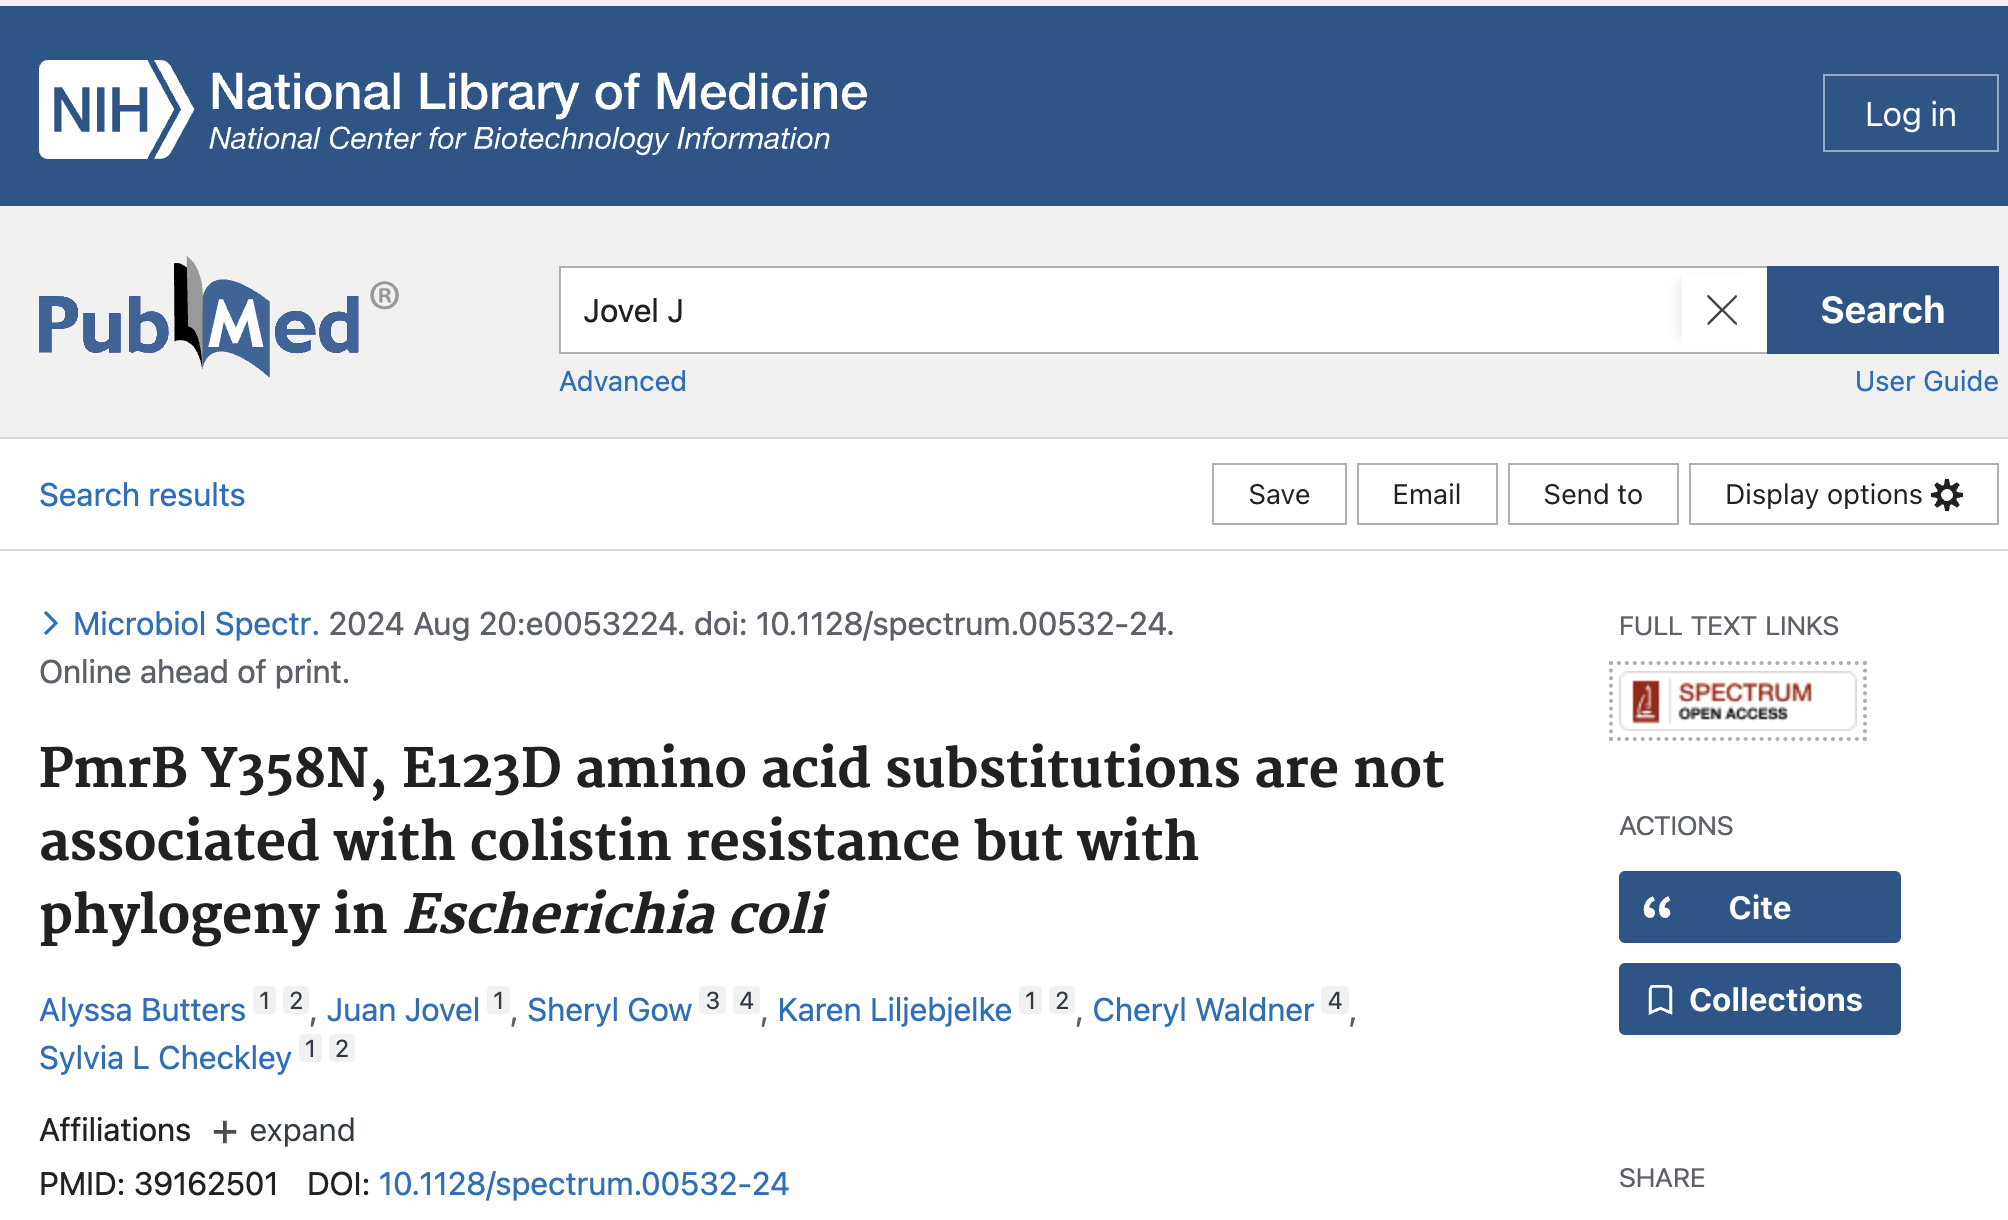 NIH National Library of Medicine
National Center for Biotechnology Information
Log in
PubMed®
Jovel J
Search
Advanced
User Guide
Search results
Save
Email
Send to
Display options
Microbiol Spectr. 2024 Aug 20:e0053224. doi: 10.1128/spectrum.00532-24.
Online ahead of print.
PmrB Y358N, E123D amino acid substitutions are not
associated with colistin resistance but with
phylogeny in Escherichia coli
Alyssa Butters 1 2, Juan Jovel 1, Sheryl Gow 3 4, Karen Liljebjelke 1 2, Cheryl Waldner 4,
Sylvia L Checkley 1 2
Affiliations + expand
PMID: 39162501 DOI: 10.1128/spectrum.00532-24
FULL TEXT LINKS
SPECTRUM
OPEN ACCESS
ACTIONS
Cite
Collections
SHARE